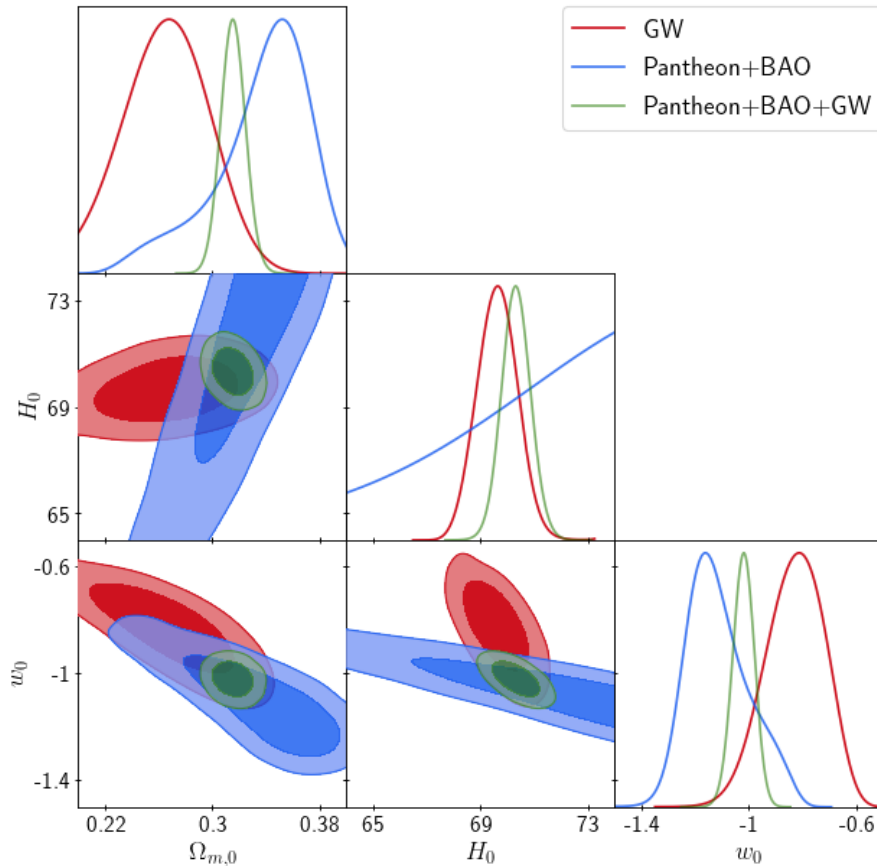 GW
Pantheon+BAO
Pantheon+BAO+GW
73
69
65
H_0
-0.6
-1
-1.4
w_0
0.22
0.3
0.38
Ω_{m,0}
65
69
73
H_0
-1.4
-1
-0.6
w_0